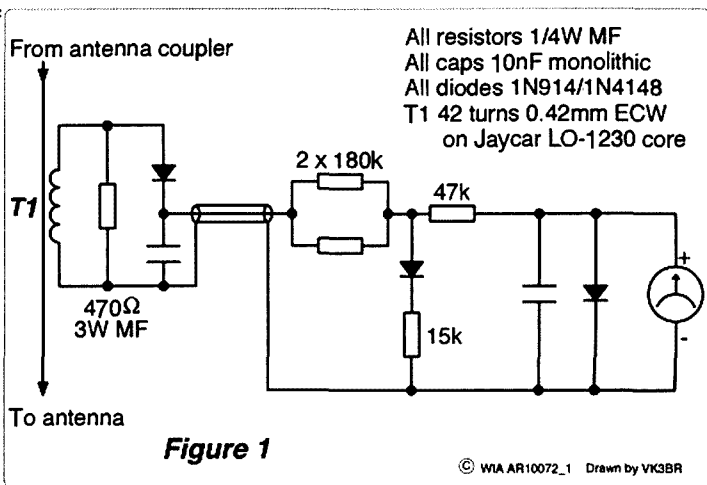 From antenna coupler
All resistors 1/4W MF
All caps 10nF monolithic
All diodes 1N914/1N4148
T1 42 turns 0.42mm ECW
on Jaycar LO-1230 core
2 x 180k
47k
T1
+
470Ω
3W MF
15k
-
To antenna
Figure 1
© WIA AR10072_1 Drawn by VK3BR